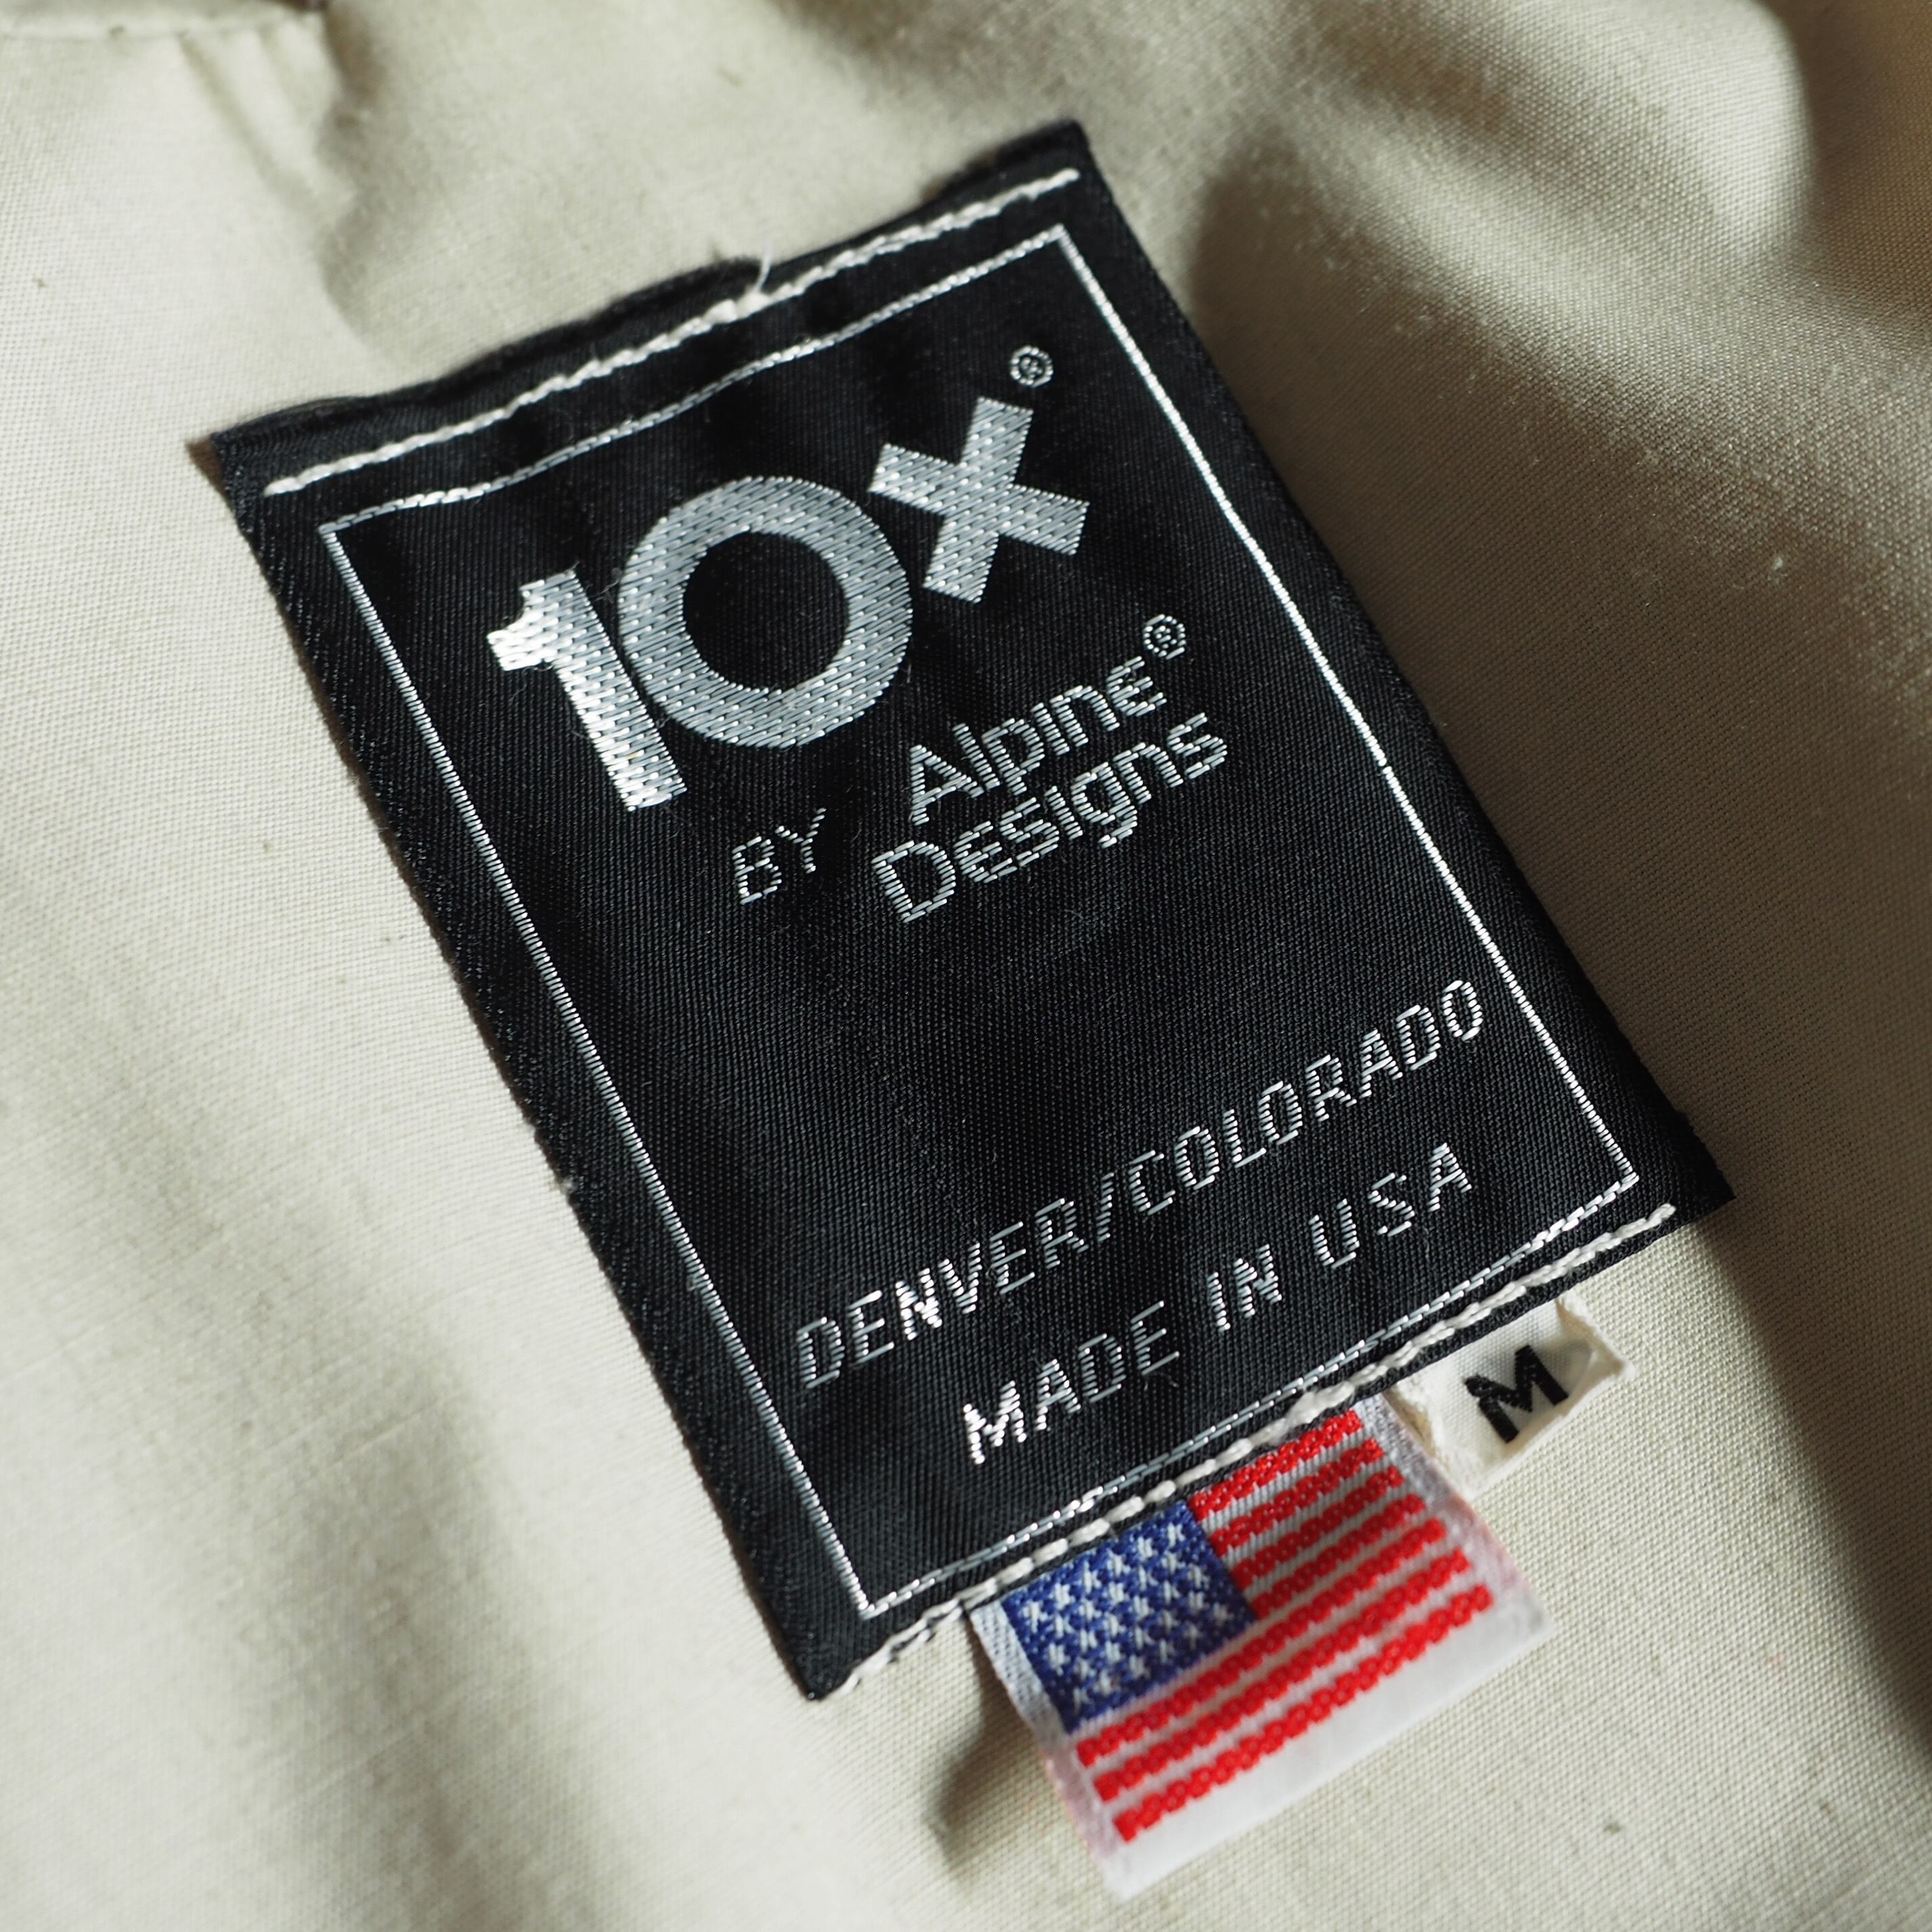 10x®
BY Alpine®
Designs
DENVER/COLORADO
MADE IN USA
M